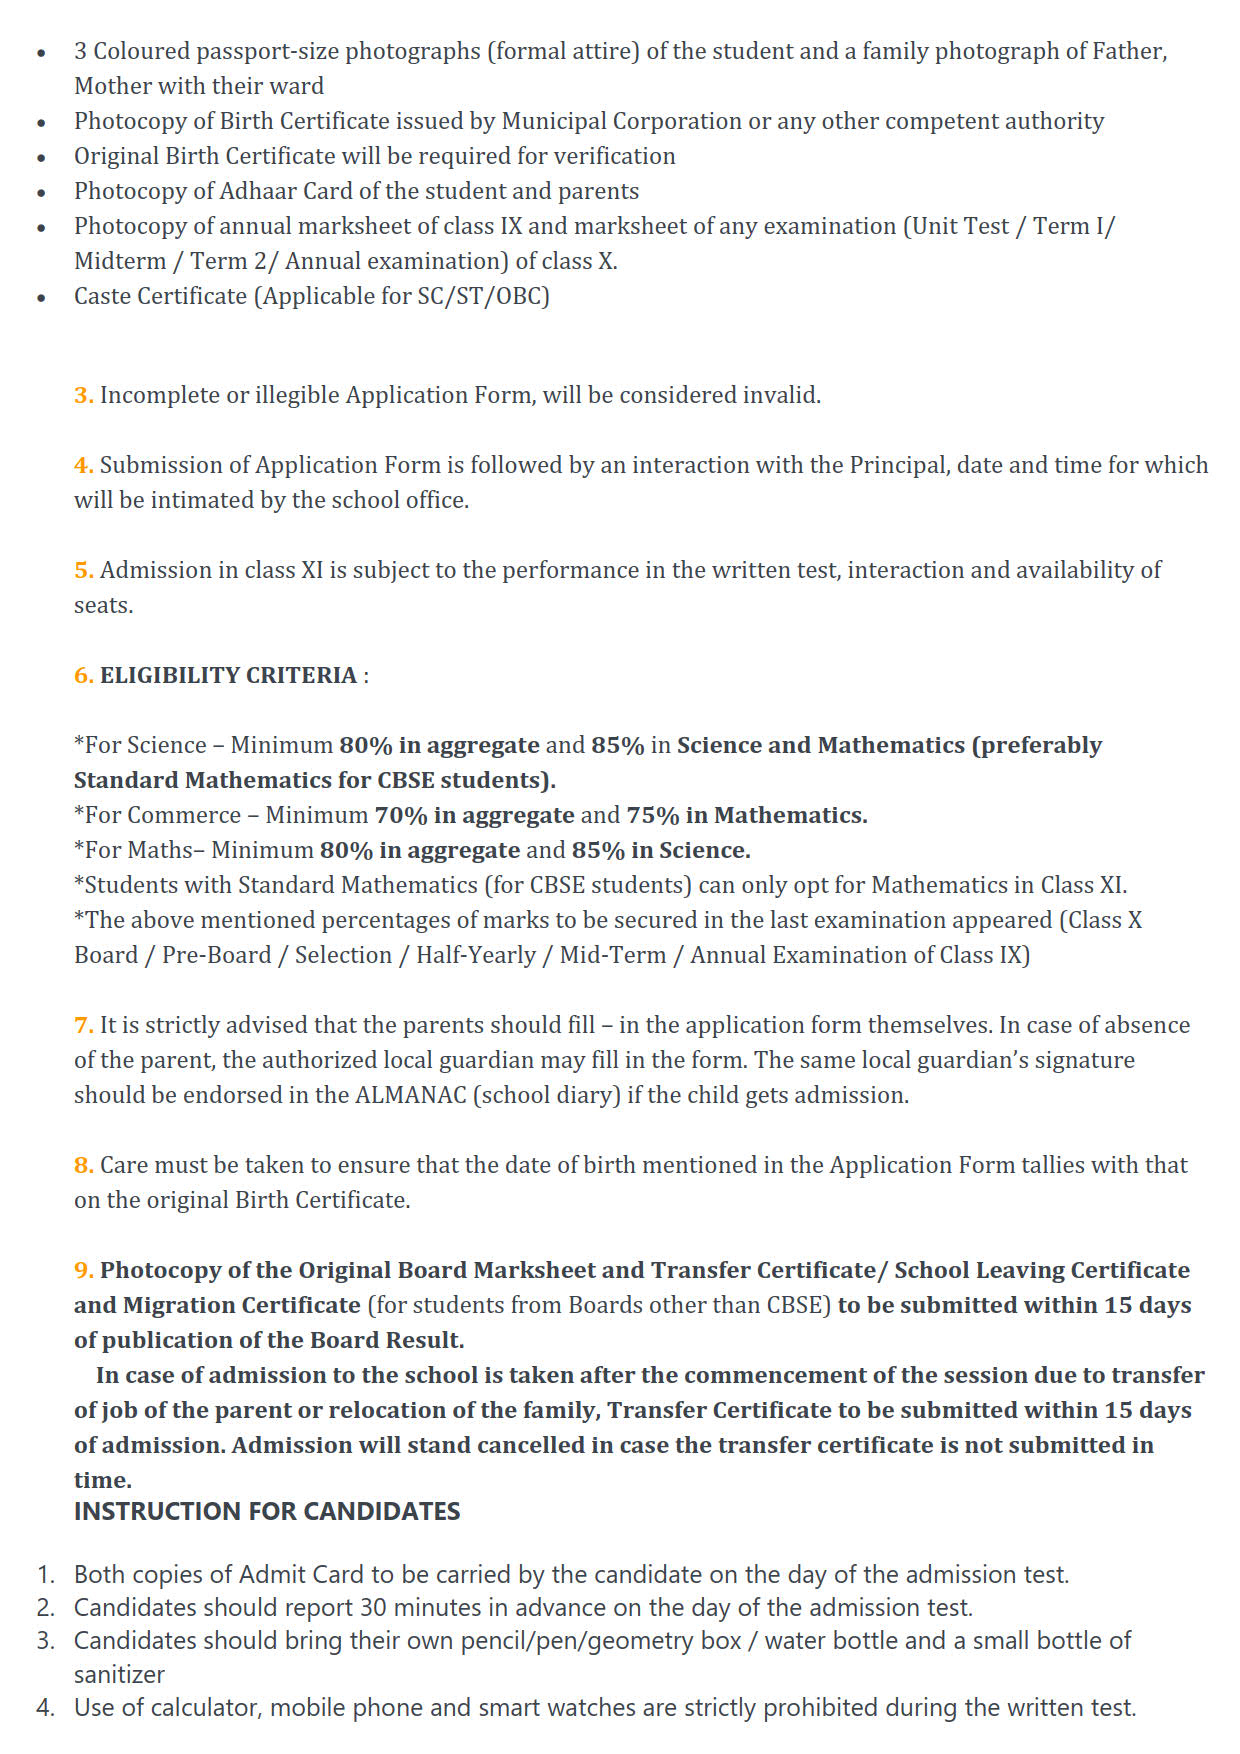 • 3 Coloured passport-size photographs (formal attire) of the student and a family photograph of Father,
Mother with their ward
• Photocopy of Birth Certificate issued by Municipal Corporation or any other competent authority
• Original Birth Certificate will be required for verification
• Photocopy of Adhaar Card of the student and parents
• Photocopy of annual marksheet of class IX and marksheet of any examination (Unit Test / Term I/
Midterm / Term 2/ Annual examination) of class X.
• Caste Certificate (Applicable for SC/ST/OBC)
3. Incomplete or illegible Application Form, will be considered invalid.
4. Submission of Application Form is followed by an interaction with the Principal, date and time for which
will be intimated by the school office.
5. Admission in class XI is subject to the performance in the written test, interaction and availability of
seats.
6. ELIGIBILITY CRITERIA :
*For Science – Minimum 80% in aggregate and 85% in Science and Mathematics (preferably
Standard Mathematics for CBSE students).
*For Commerce – Minimum 70% in aggregate and 75% in Mathematics.
*For Maths– Minimum 80% in aggregate and 85% in Science.
*Students with Standard Mathematics (for CBSE students) can only opt for Mathematics in Class XI.
*The above mentioned percentages of marks to be secured in the last examination appeared (Class X
Board / Pre-Board / Selection / Half-Yearly / Mid-Term / Annual Examination of Class IX)
7. It is strictly advised that the parents should fill – in the application form themselves. In case of absence
of the parent, the authorized local guardian may fill in the form. The same local guardian’s signature
should be endorsed in the ALMANAC (school diary) if the child gets admission.
8. Care must be taken to ensure that the date of birth mentioned in the Application Form tallies with that
on the original Birth Certificate.
9. Photocopy of the Original Board Marksheet and Transfer Certificate/ School Leaving Certificate
and Migration Certificate (for students from Boards other than CBSE) to be submitted within 15 days
of publication of the Board Result.
In case of admission to the school is taken after the commencement of the session due to transfer
of job of the parent or relocation of the family, Transfer Certificate to be submitted within 15 days
of admission. Admission will stand cancelled in case the transfer certificate is not submitted in
time.
INSTRUCTION FOR CANDIDATES
1. Both copies of Admit Card to be carried by the candidate on the day of the admission test.
2. Candidates should report 30 minutes in advance on the day of the admission test.
3. Candidates should bring their own pencil/pen/geometry box / water bottle and a small bottle of
sanitizer
4. Use of calculator, mobile phone and smart watches are strictly prohibited during the written test.